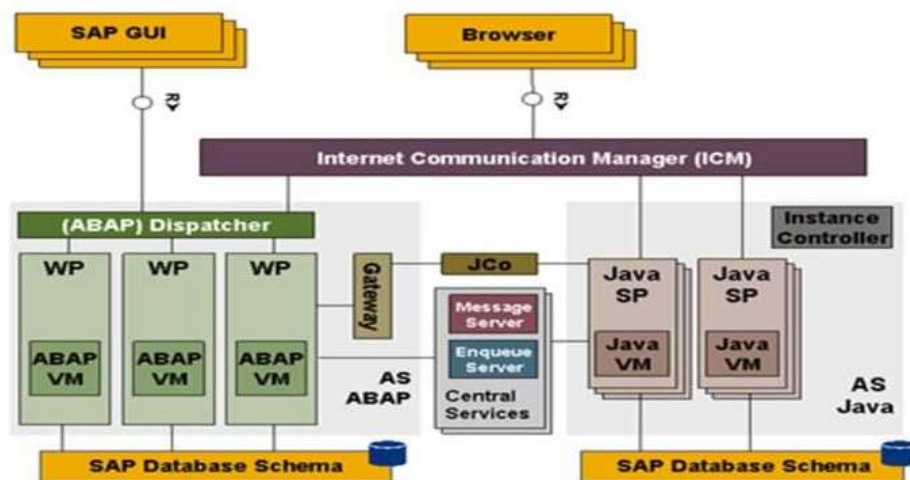 SAP GUI
Browser
R
R
Internet Communication Manager (ICM)
(ABAP) Dispatcher
Instance
Controller
WP
WP
WP
Gateway
JCo
Java
SP
Java
SP
Message
Server
Enqueue
Server
ABAP
VM
ABAP
VM
ABAP
VM
Java
VM
Java
VM
AS
ABAP
Central
Services
AS
Java
SAP Database Schema
SAP Database Schema